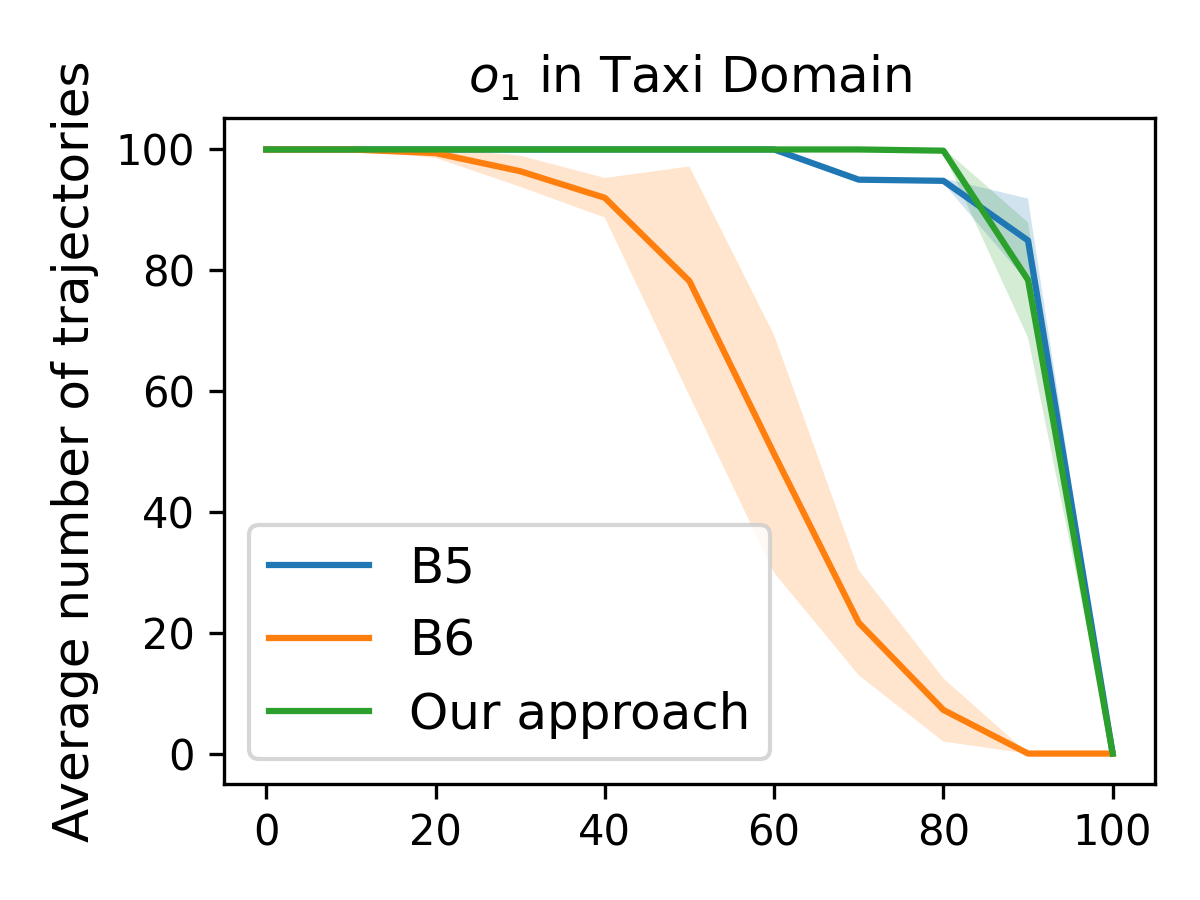 o₁ in Taxi Domain
Average number of trajectories
100
80
60
40
20
0
B5
B6
Our approach
0 20 40 60 80 100